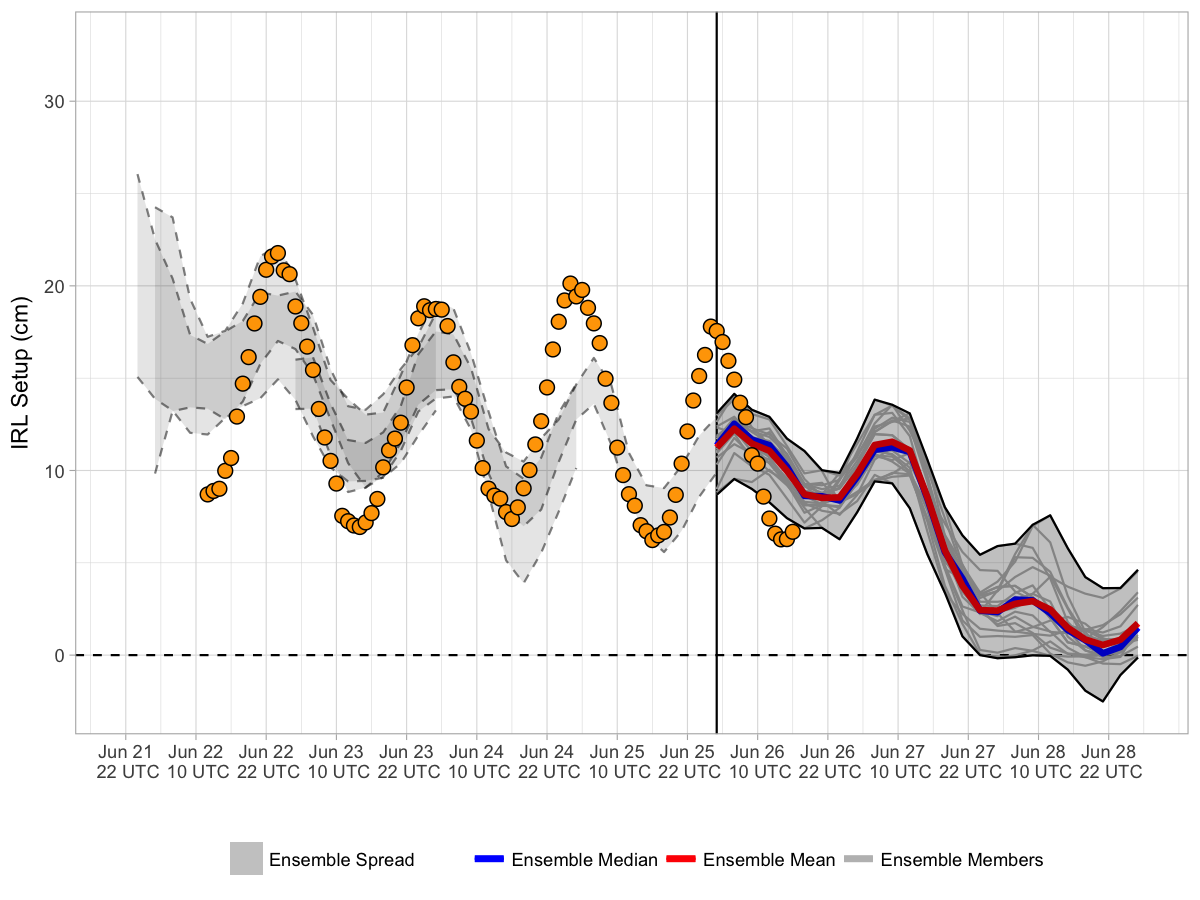 IRL Setup (cm)
30
20
10
0
Jun 21 Jun 22 Jun 22 Jun 23 Jun 23 Jun 24 Jun 24 Jun 25 Jun 25 Jun 26 Jun 26 Jun 27 Jun 27 Jun 28 Jun 28
22 UTC 10 UTC 22 UTC 10 UTC 22 UTC 10 UTC 22 UTC 10 UTC 22 UTC 10 UTC 22 UTC 10 UTC 22 UTC 10 UTC 22 UTC
Ensemble Spread Ensemble Median Ensemble Mean Ensemble Members